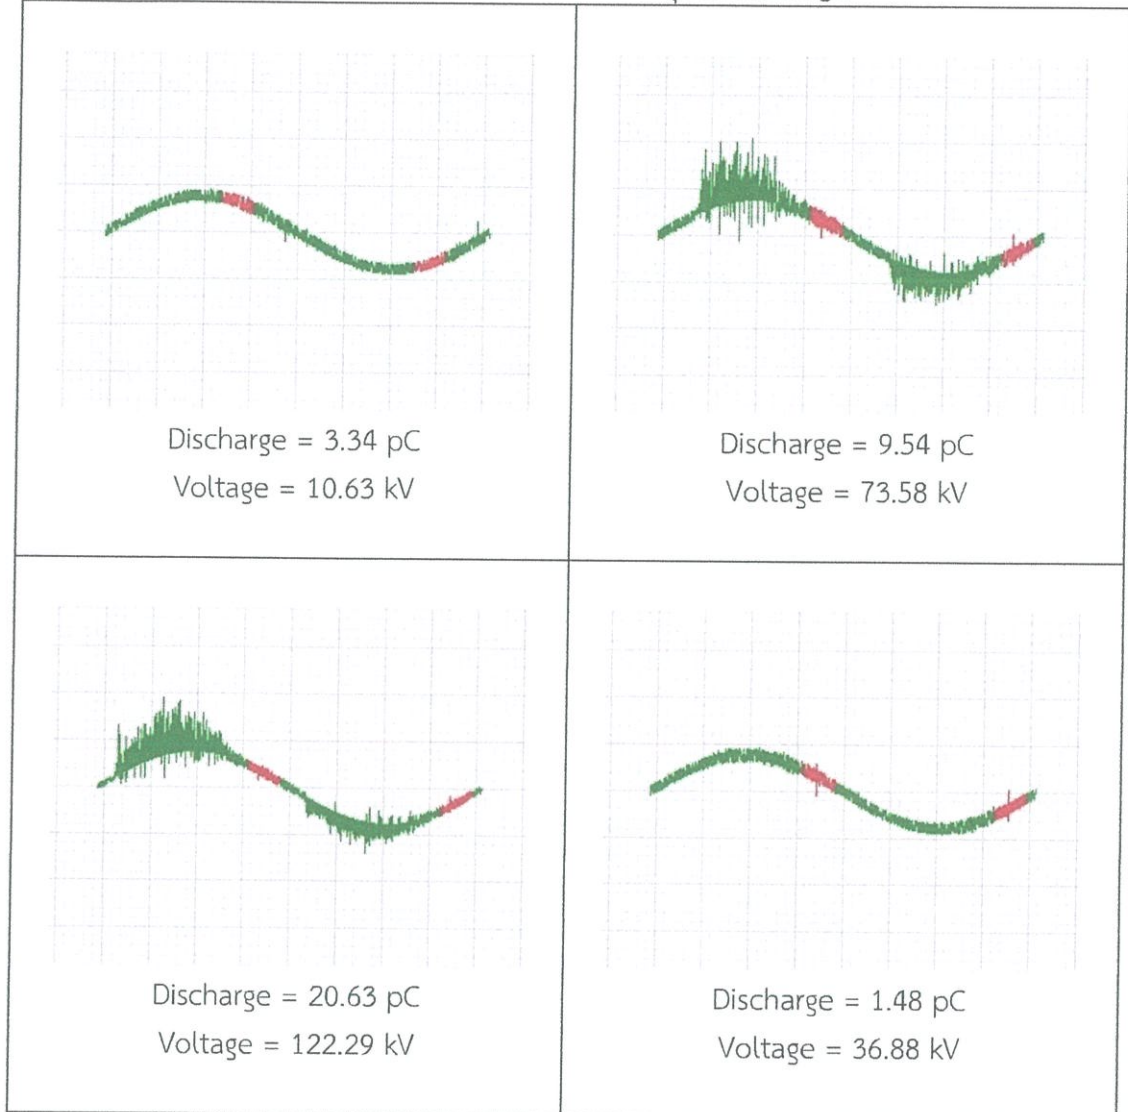 Discharge = 3.34 pC
Voltage = 10.63 kV
Discharge = 9.54 pC
Voltage = 73.58 kV
Discharge = 20.63 pC
Voltage = 122.29 kV
Discharge = 1.48 pC
Voltage = 36.88 kV